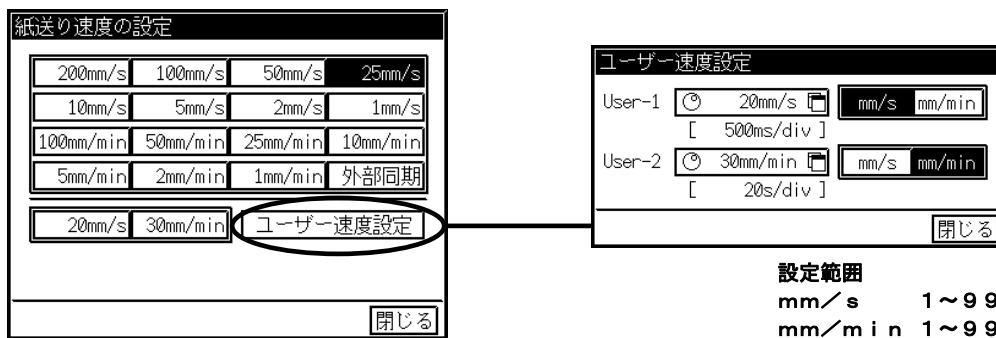 紙送り速度の設定
200mm/s 100mm/s 50mm/s 25mm/s
10mm/s 5mm/s 2mm/s 1mm/s
100mm/min 50mm/min 25mm/min 10mm/min
5mm/min 2mm/min 1mm/min 外部同期
20mm/s 30mm/min ユーザー速度設定
閉じる
ユーザー速度設定
User-1 20mm/s mm/s mm/min
[ 500ms/div ]
User-2 30mm/min mm/s mm/min
[ 20s/div ]
閉じる
設定範囲
mm/s 1~99
mm/min 1~99